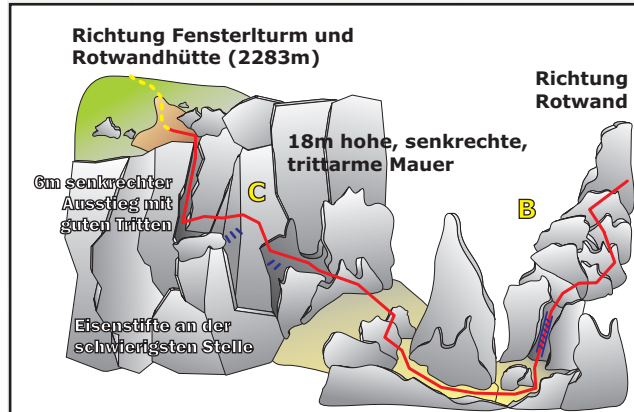 Richtung Fensterlturm und
Rotwandhütte (2283m)
Richtung
Rotwand
18m hohe, senkrechte,
trittarme Mauer
6m senkrechter
Ausstieg mit
guten Tritten
C
B
Eisenstifte an der
schwierigsten Stelle